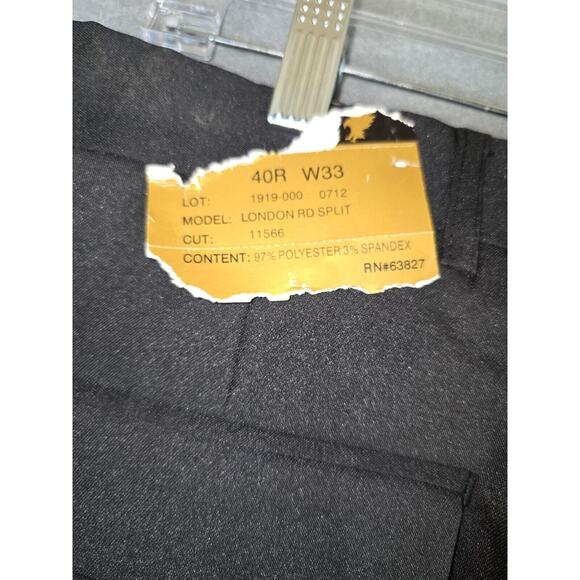 40R W33
LOT: 1919-000 0712
MODEL: LONDON RD SPLIT
CUT: 11566
CONTENT: 97% POLYESTER 3% SPANDEX
RN#63827